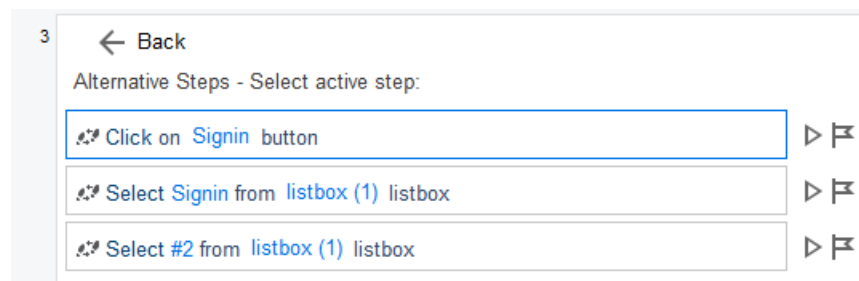 3
← Back
Alternative Steps - Select active step:
Click on Signin button
Select Signin from listbox (1) listbox
Select #2 from listbox (1) listbox